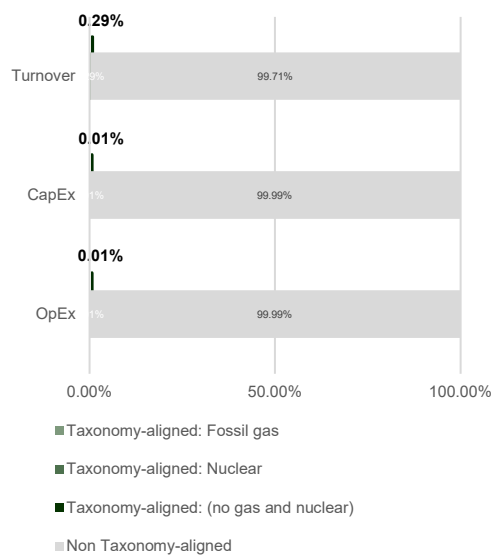 0.29%
Turnover
99.71%
0.01%
CapEx
99.99%
0.01%
OpEx
99.99%
0.00% 50.00% 100.00%
Taxonomy-aligned: Fossil gas
Taxonomy-aligned: Nuclear
Taxonomy-aligned: (no gas and nuclear)
Non Taxonomy-aligned